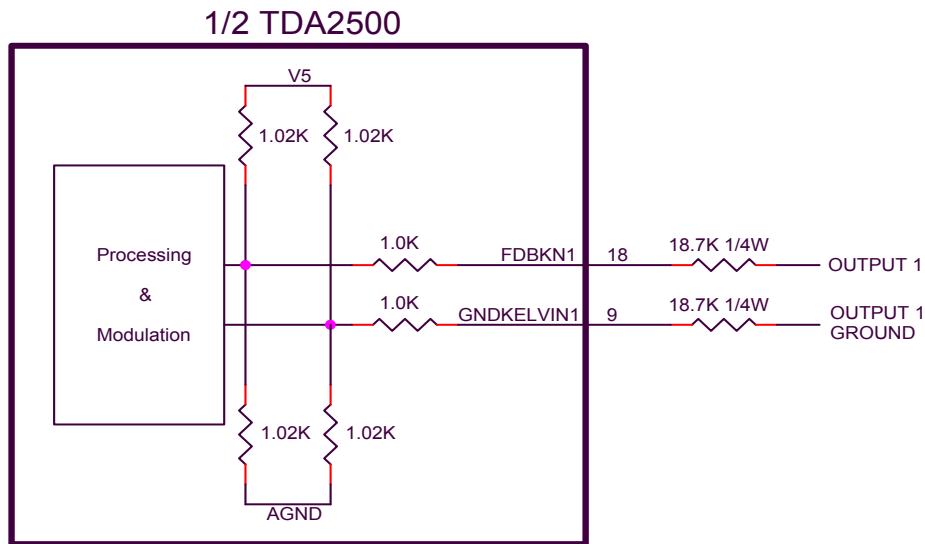 1/2 TDA2500
V5
1.02K 1.02K
Processing
&
Modulation
1.0K
FDBKN1 18 18.7K 1/4W OUTPUT 1
1.0K
GNDKELVIN1 9 18.7K 1/4W OUTPUT 1
GROUND
1.02K 1.02K
AGND